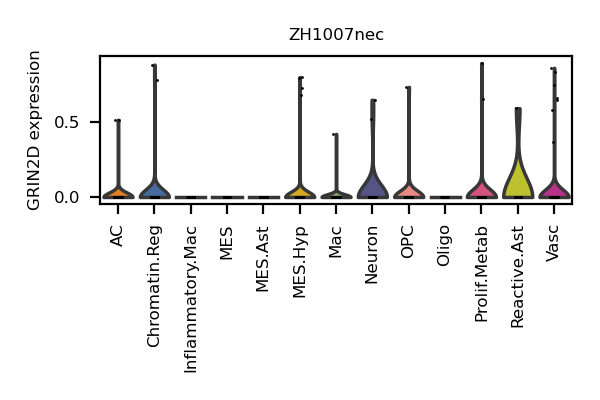 ZH1007nec
GRIN2D expression
0.5
0.0
AC
Chromatin.Reg
Inflammatory.Mac
MES
MES.Ast
MES.Hyp
Mac
Neuron
OPC
Oligo
Prolif.Metab
Reactive.Ast
Vasc